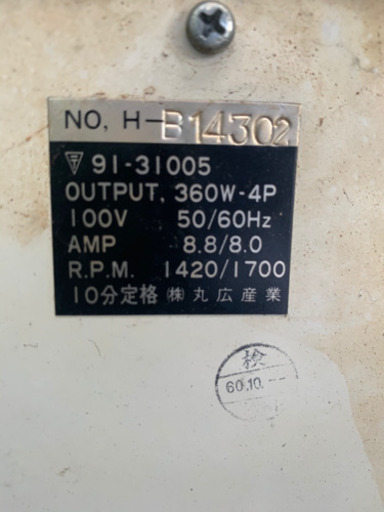 NO, H-B14302
〒 91-31005
OUTPUT, 360W-4P
100V 50/60Hz
AMP 8.8/8.0
R.P.M. 1420/1700
10分定格 ㈱ 丸広産業
検
60.10.--